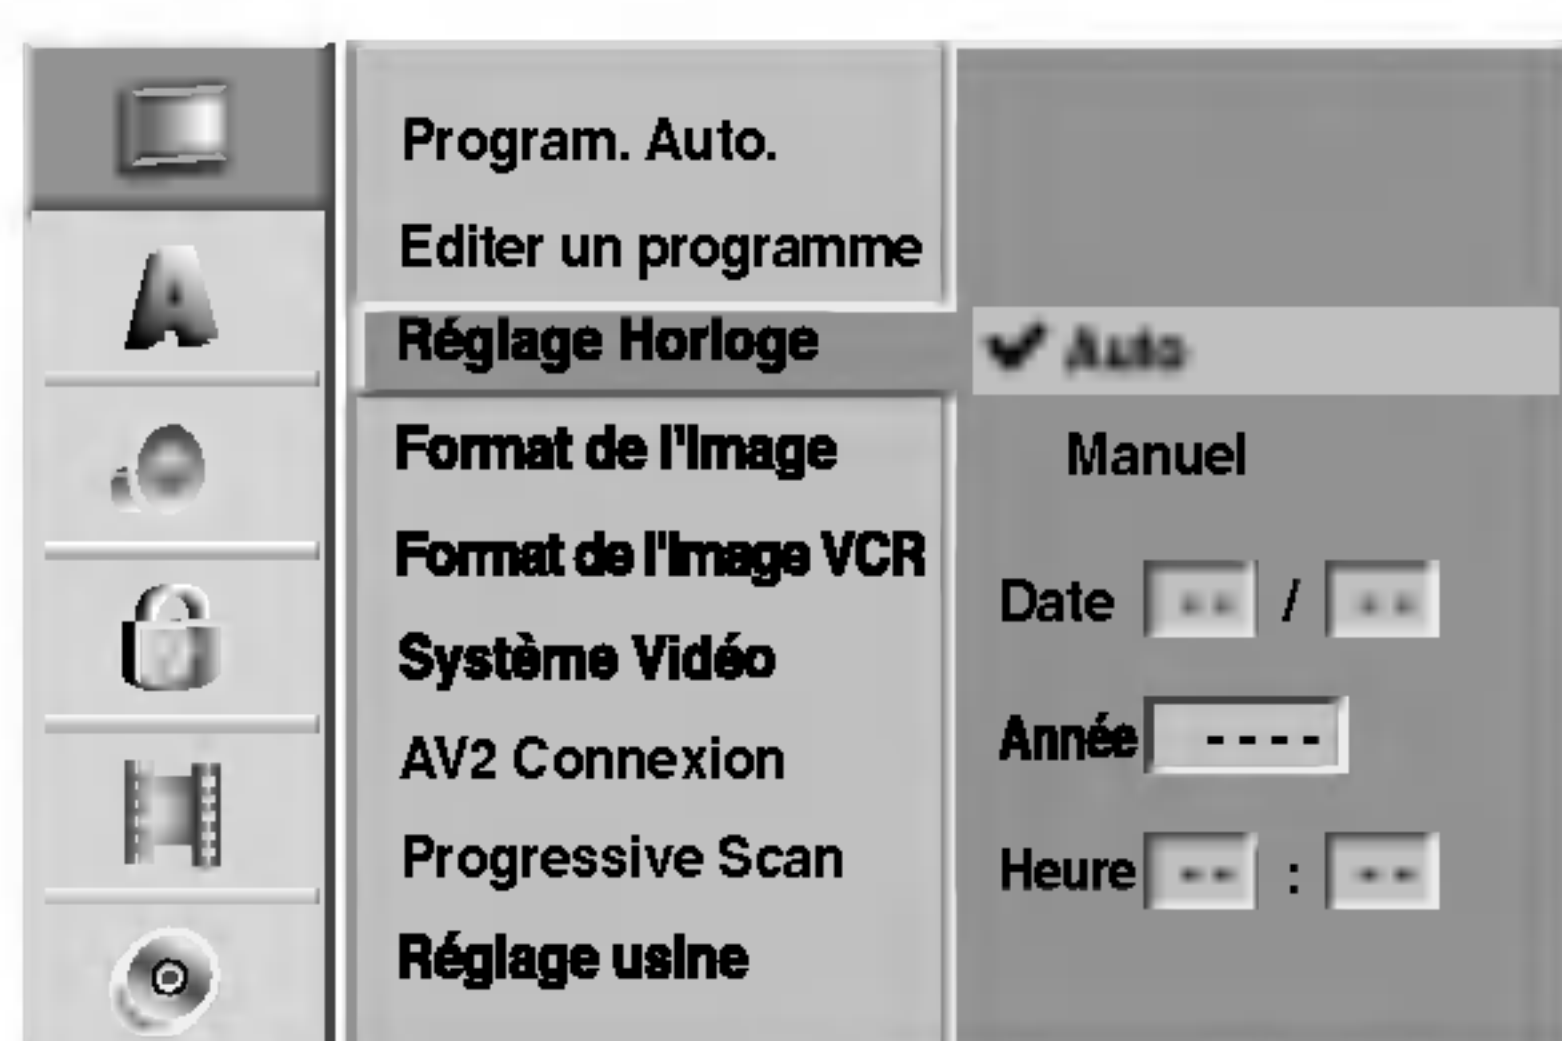 Program. Auto.
Editer un programme
Réglage Horloge
✔ Auto
Format de l'Image
Manuel
Format de l'Image VCR
Date -- / --
Système Vidéo
Année ----
AV2 Connexion
Progressive Scan
Heure -- : --
Réglage usine